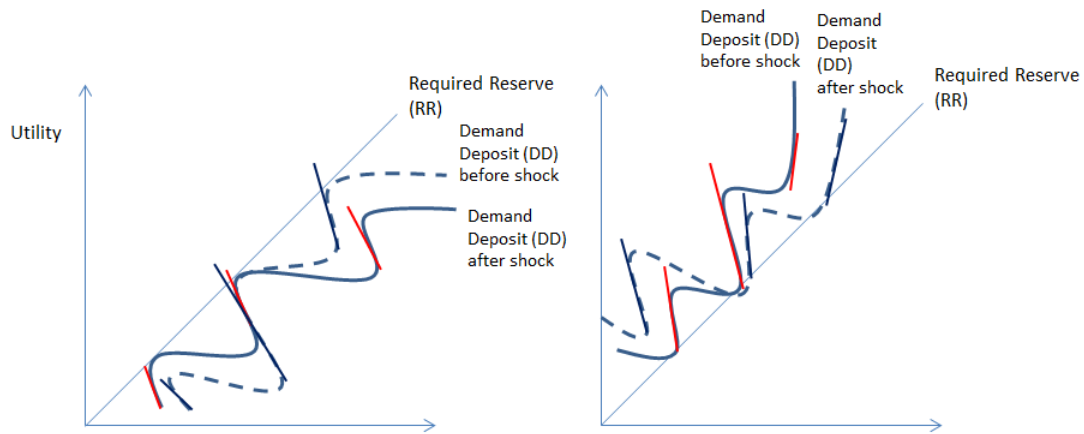 Utility
Required Reserve
(RR)
Demand
Deposit (DD)
before shock
Demand
Deposit (DD)
after shock
Demand
Deposit (DD)
before shock
Demand
Deposit
(DD)
after shock
Required Reserve
(RR)